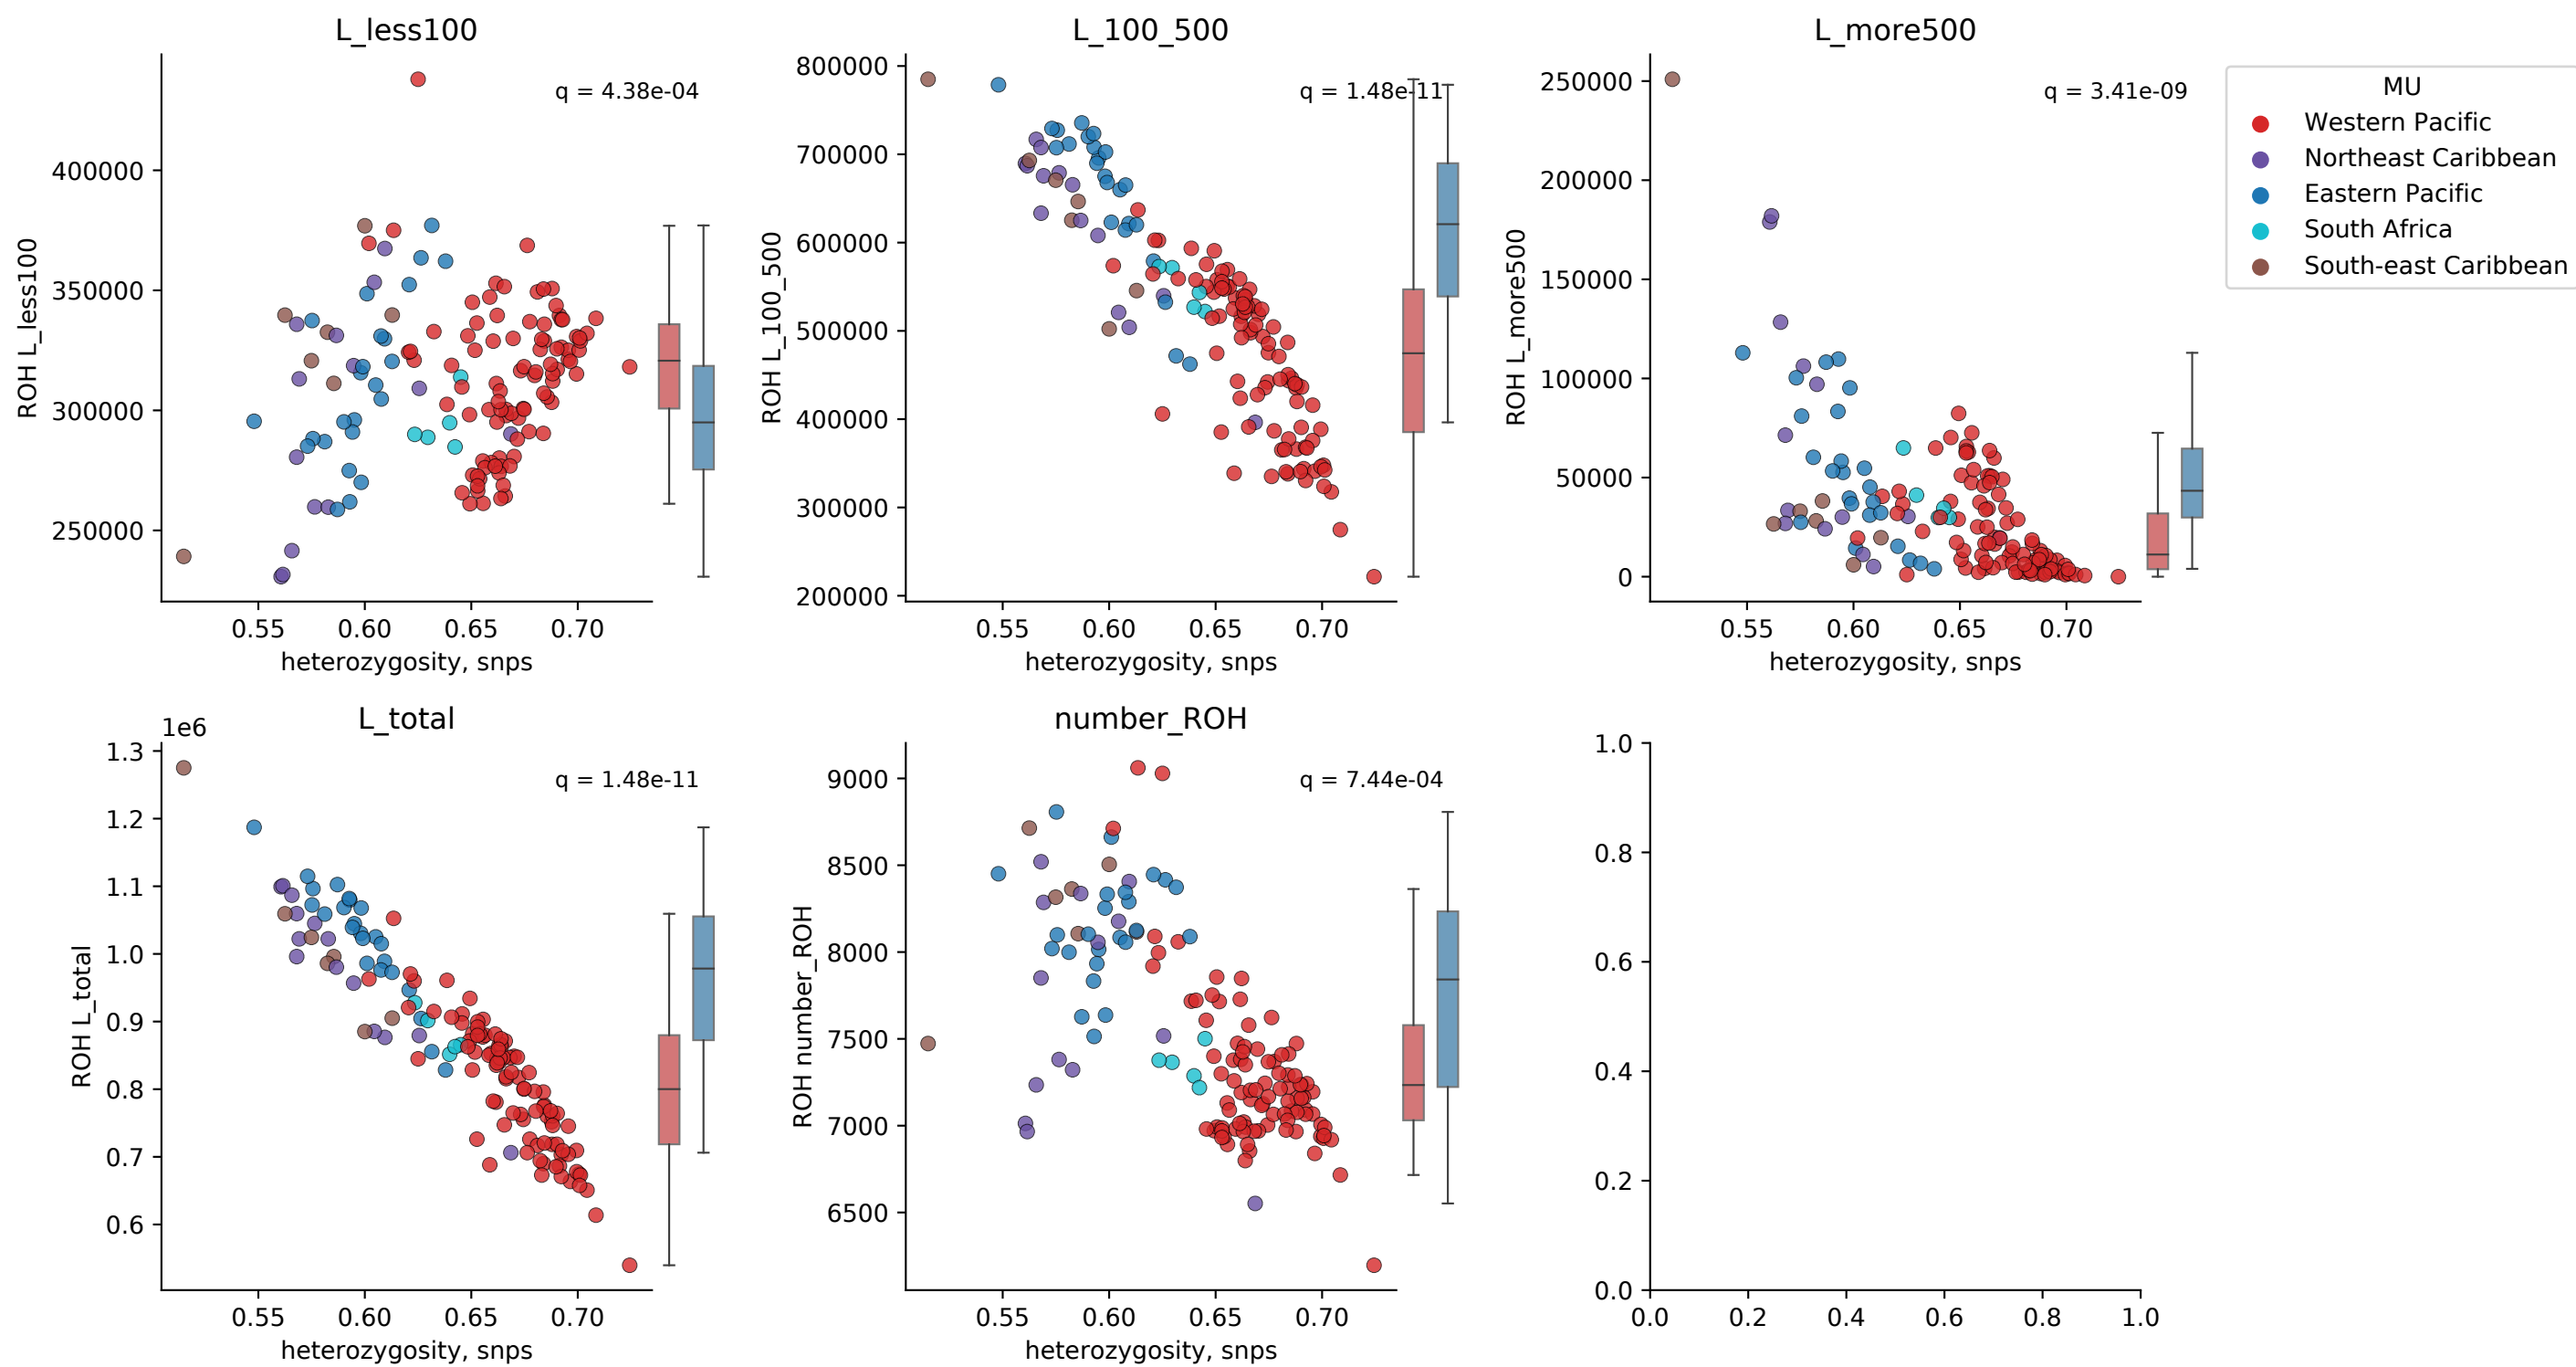 L_less100
q = 4.38e-04
ROH L_less100
400000
350000
300000
250000
0.55 0.60 0.65 0.70
heterozygosity, snps
L_100_500
q = 1.48e-11
ROH L_100_500
800000
700000
600000
500000
400000
300000
200000
0.55 0.60 0.65 0.70
heterozygosity, snps
L_more500
q = 3.41e-09
ROH L_more500
250000
200000
150000
100000
50000
0
0.55 0.60 0.65 0.70
heterozygosity, snps
MU
Western Pacific
Northeast Caribbean
Eastern Pacific
South Africa
South-east Caribbean
L_total
1e6
q = 1.48e-11
ROH L_total
1.3
1.2
1.1
1.0
0.9
0.8
0.7
0.6
0.55 0.60 0.65 0.70
heterozygosity, snps
number_ROH
q = 7.44e-04
ROH number_ROH
9000
8500
8000
7500
7000
6500
0.55 0.60 0.65 0.70
heterozygosity, snps
1.0
0.8
0.6
0.4
0.2
0.0
0.0 0.2 0.4 0.6 0.8 1.0